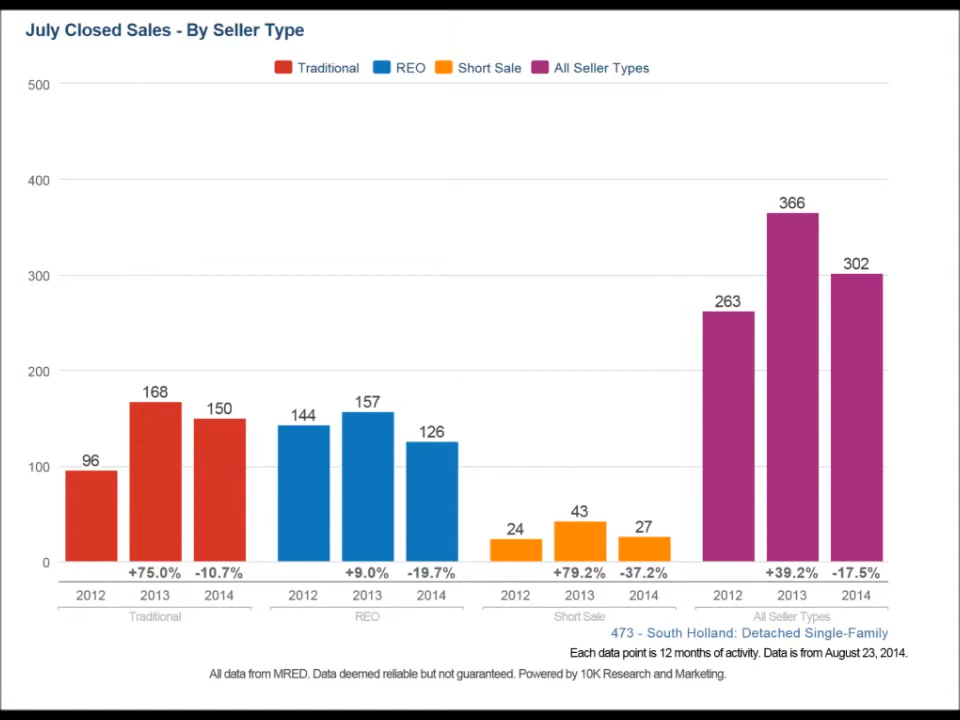 July Closed Sales - By Seller Type
Traditional REO Short Sale All Seller Types
500
400
300
200
100
0
96 168 150 144 157 126 24 43 27 263 366 302
+75.0% -10.7% +9.0% -19.7% +79.2% -37.2% +39.2% -17.5%
2012 2013 2014 2012 2013 2014 2012 2013 2014 2012 2013 2014
Traditional REO Short Sale All Seller Types
473 - South Holland: Detached Single-Family
Each data point is 12 months of activity. Data is from August 23, 2014.
All data from MRED. Data deemed reliable but not guaranteed. Powered by 10K Research and Marketing.